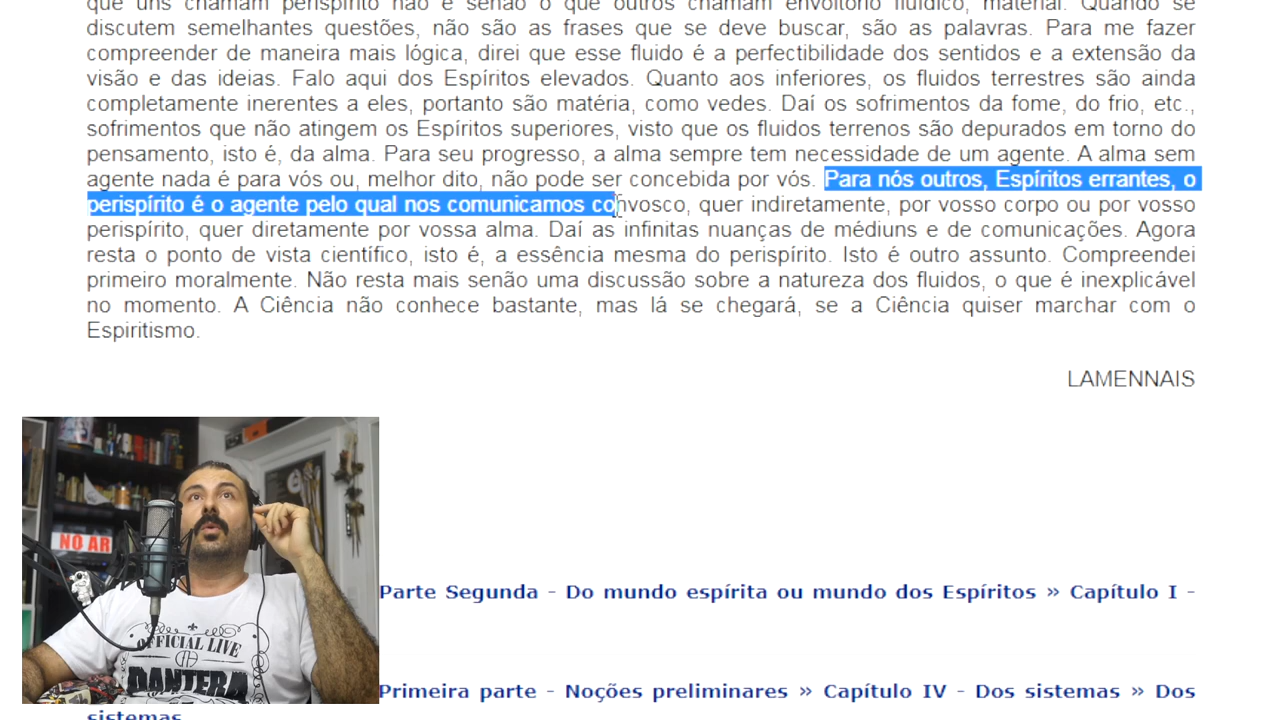 que uns chamam perispírito não é senão o que outros chamam envoltório fluídico, material. Quando se
discutem semelhantes questões, não são as frases que se deve buscar, são as palavras. Para me fazer
compreender de maneira mais lógica, direi que esse fluido é a perfectibilidade dos sentidos e a extensão da
visão e das ideias. Falo aqui dos Espíritos elevados. Quanto aos inferiores, os fluidos terrestres são ainda
completamente inerentes a eles, portanto são matéria, como vedes. Daí os sofrimentos da fome, do frio, etc.,
sofrimentos que não atingem os Espíritos superiores, visto que os fluidos terrenos são depurados em torno do
pensamento, isto é, da alma. Para seu progresso, a alma sempre tem necessidade de um agente. A alma sem
agente nada é para vós ou, melhor dito, não pode ser concebida por vós. Para nós outros, Espíritos errantes, o
perispírito é o agente pelo qual nos comunicamos convosco, quer indiretamente, por vosso corpo ou por vosso
perispírito, quer diretamente por vossa alma. Daí as infinitas nuanças de médiuns e de comunicações. Agora
resta o ponto de vista científico, isto é, a essência mesma do perispírito. Isto é outro assunto. Compreendei
primeiro moralmente. Não resta mais senão uma discussão sobre a natureza dos fluidos, o que é inexplicável
no momento. A Ciência não conhece bastante, mas lá se chegará, se a Ciência quiser marchar com o
Espiritismo.
LAMENNAIS
NO AR
OFFICIAL LIVE
PANTERA
Parte Segunda - Do mundo espírita ou mundo dos Espíritos » Capítulo I -
Primeira parte - Noções preliminares » Capítulo IV - Dos sistemas » Dos
sistemas